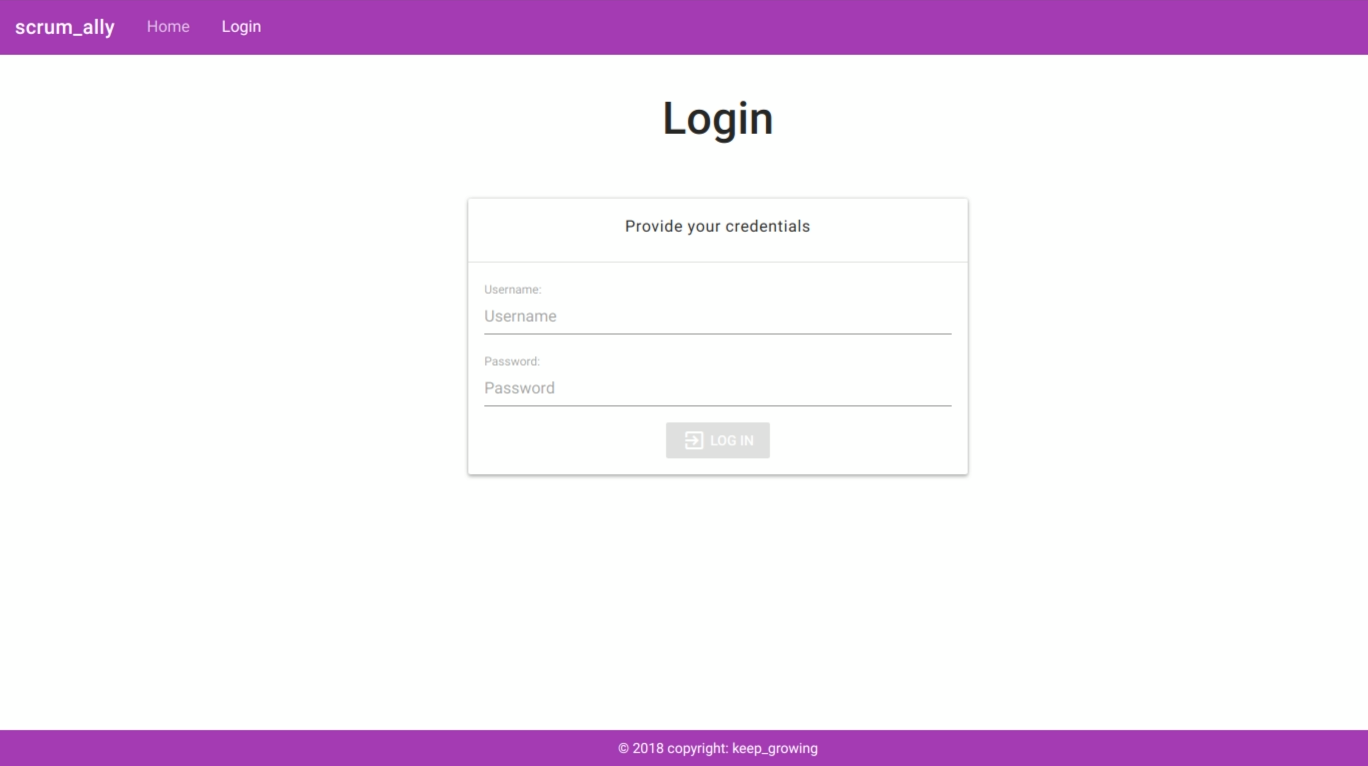 scrum_ally Home Login
Login
Provide your credentials
Username:
Username
Password:
Password
LOG IN
© 2018 copyright: keep_growing